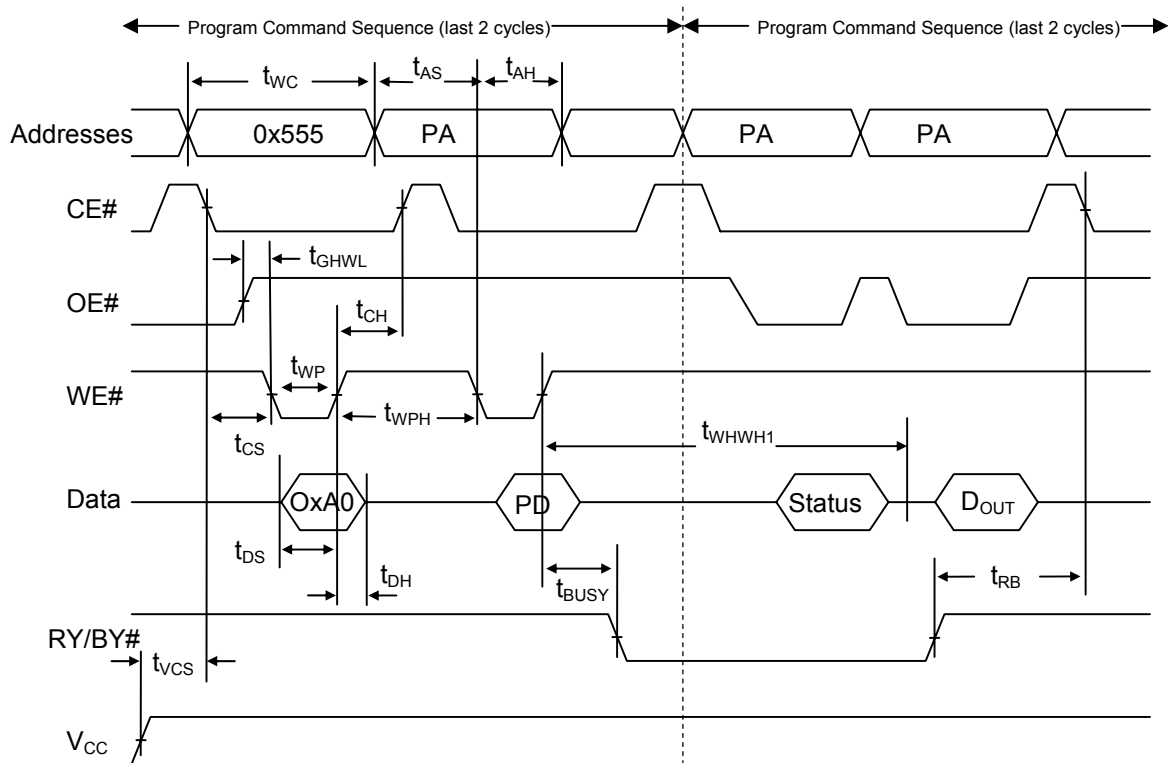 Program Command Sequence (last 2 cycles) Program Command Sequence (last 2 cycles)
tWC tAS tAH
Addresses 0x555 PA PA PA
CE#
tGHWL
OE#
tCH
tWP
WE#
tWPH tWHWH1
tCS
Data OxA0 PD Status DOUT
tDS tDH tBUSY tRB
RY/BY#
tVCS
VCC